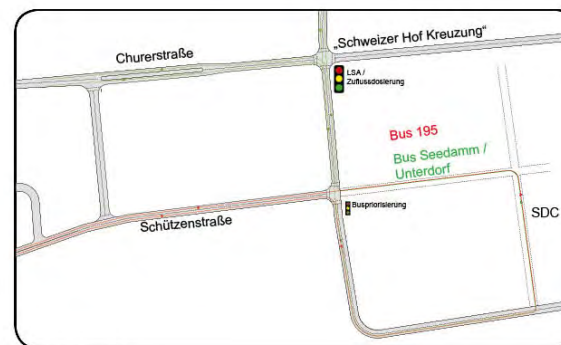 „Schweizer Hof Kreuzung“
Churerstraße
LSA /
Zuflussdosierung
Bus 195
Bus Seedamm /
Unterdorf
Buspriorisierung
SDC
Schützenstraße